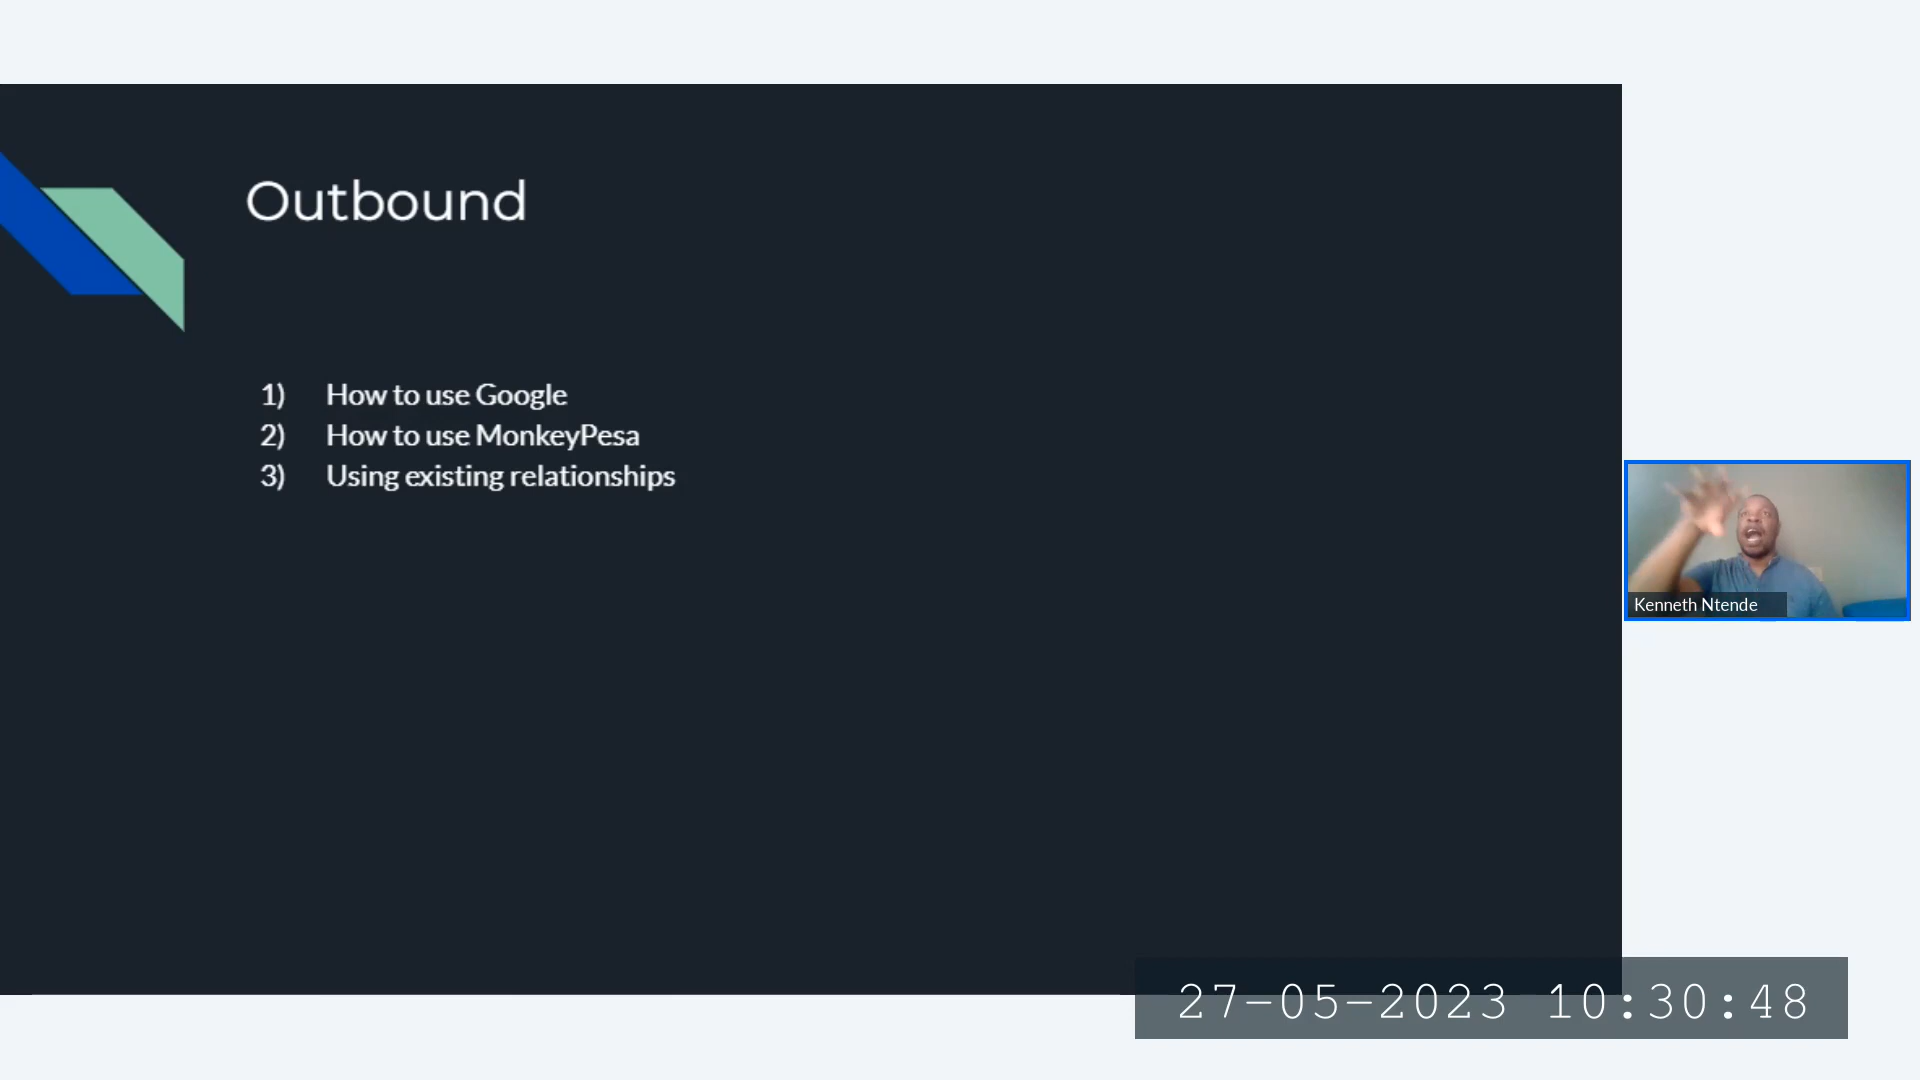 Outbound
1) How to use Google
2) How to use MonkeyPesa
3) Using existing relationships
Kenneth Ntende
27-05-2023 10:30:48